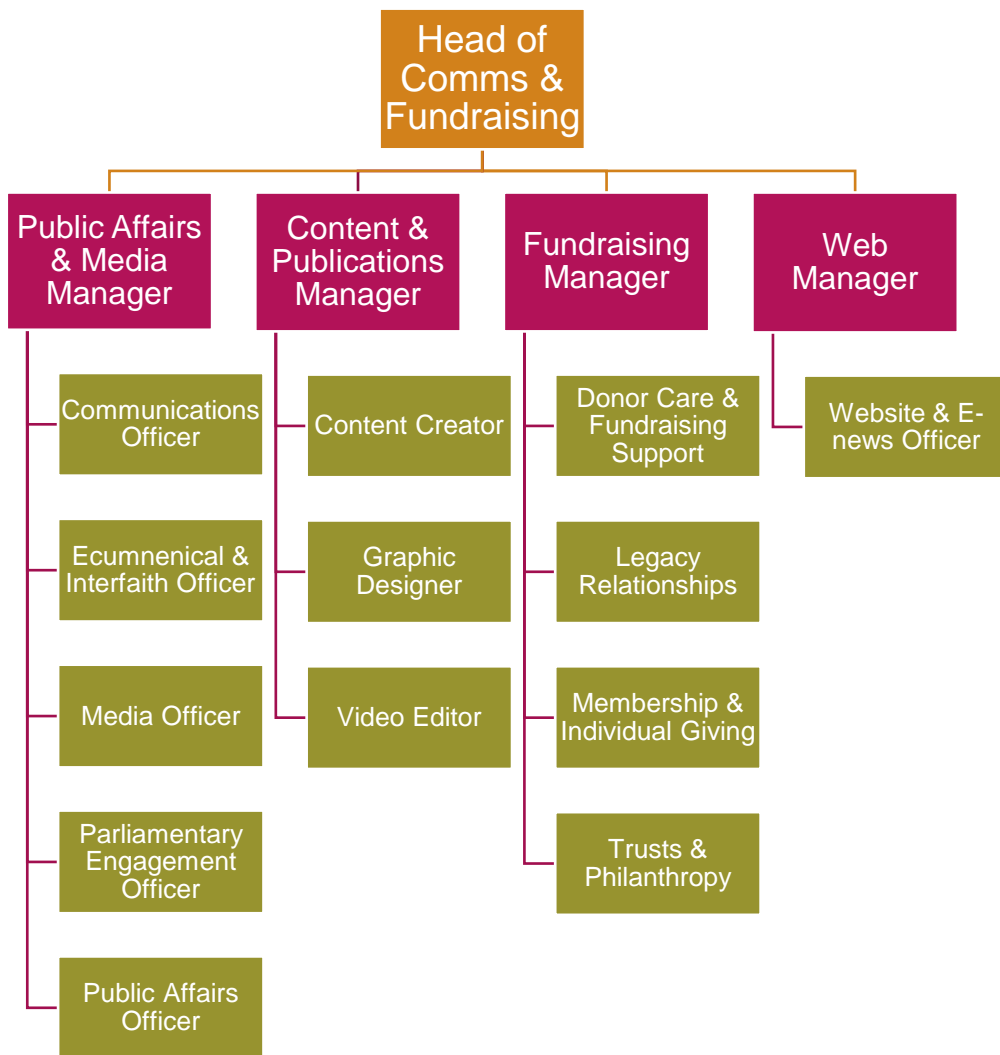 Head of
Comms &
Fundraising
Public Affairs
& Media
Manager
Communications
Officer
Ecumnenical &
Interfaith Officer
Media Officer
Parliamentary
Engagement
Officer
Public Affairs
Officer
Content &
Publications
Manager
Content Creator
Graphic
Designer
Video Editor
Fundraising
Manager
Donor Care &
Fundraising
Support
Legacy
Relationships
Membership &
Individual Giving
Trusts &
Philanthropy
Web
Manager
Website & E-
news Officer